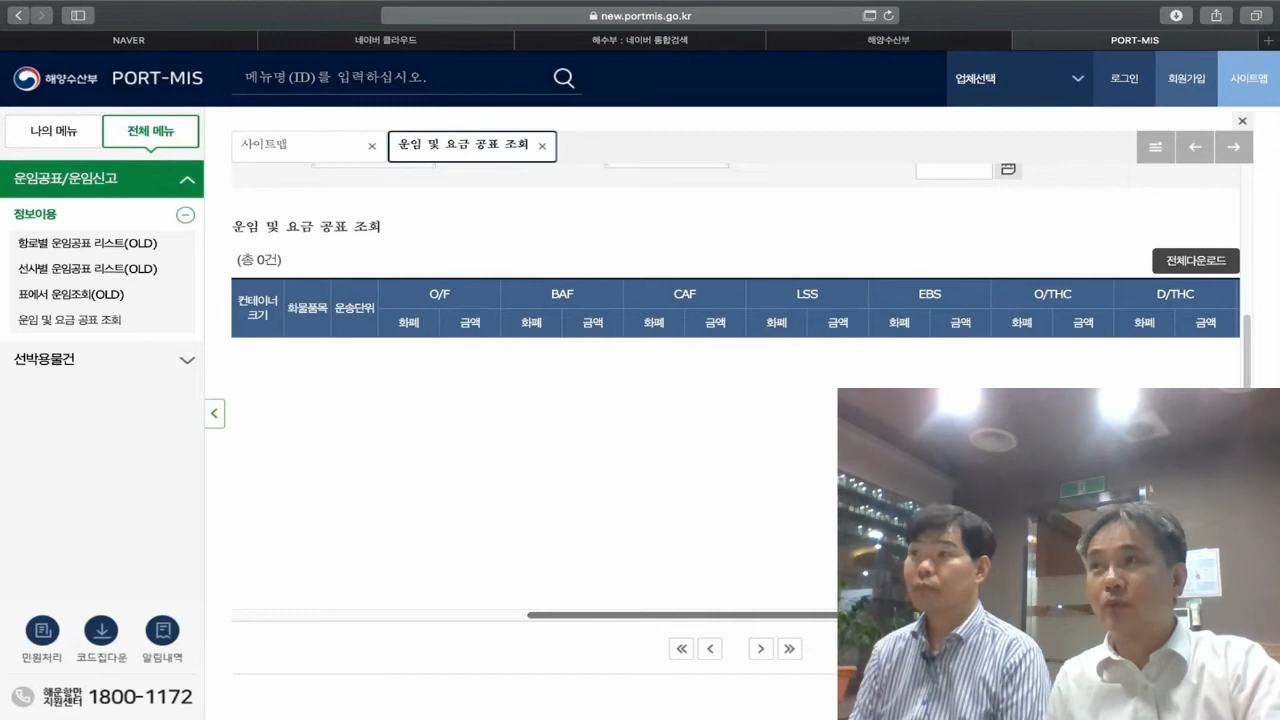 new.portmis.go.kr
NAVER
네이버 클라우드
해수부 : 네이버 통합검색
해양수산부
PORT-MIS
해양수산부 PORT-MIS
메뉴명(ID)를 입력하십시오.
업체선택
로그인
회원가입
사이트맵
나의 메뉴
전체 메뉴
사이트맵
운임 및 요금 공표 조회
운임공표/운임신고
정보이용
항로별 운임공표 리스트(OLD)
선사별 운임공표 리스트(OLD)
표에서 운임조회(OLD)
운임 및 요금 공표 조회
선박용물건
운임 및 요금 공표 조회
(총 0건)
전체다운로드
컨테이너 크기 화물품목 운송단위 O/F BAF CAF LSS EBS O/THC D/THC
화폐 금액 화폐 금액 화폐 금액 화폐 금액 화폐 금액 화폐 금액 화폐 금액
민원처리
코드집다운
알림내역
해운항만 지원센터 1800-1172